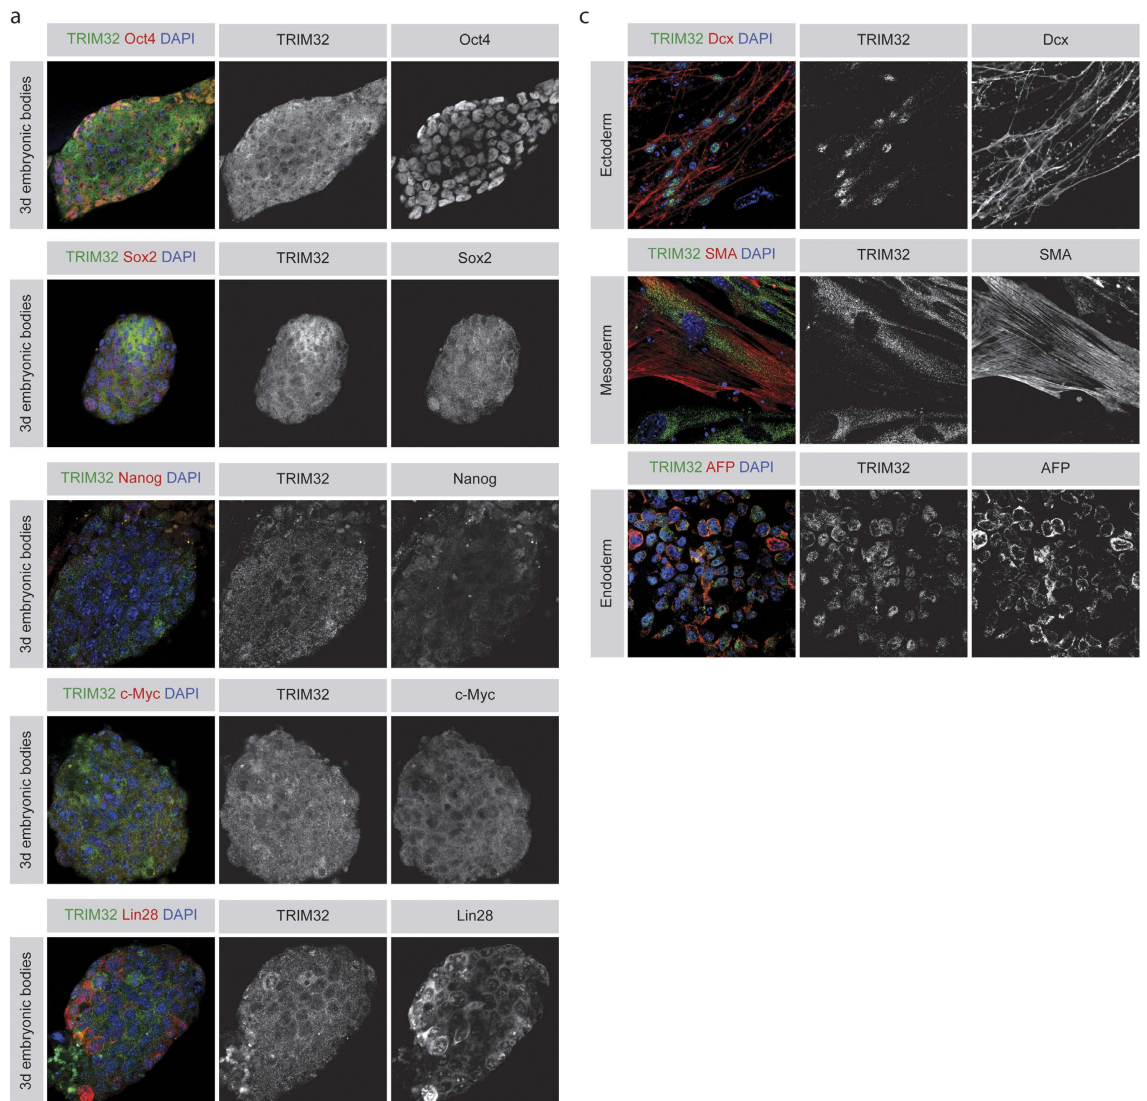 a
TRIM32 Oct4 DAPI
TRIM32
Oct4
3d embryonic bodies
TRIM32 Sox2 DAPI
TRIM32
Sox2
3d embryonic bodies
TRIM32 Nanog DAPI
TRIM32
Nanog
3d embryonic bodies
TRIM32 c-Myc DAPI
TRIM32
c-Myc
3d embryonic bodies
TRIM32 Lin28 DAPI
TRIM32
Lin28
3d embryonic bodies
c
TRIM32 Dcx DAPI
TRIM32
Dcx
Ectoderm
TRIM32 SMA DAPI
TRIM32
SMA
Mesoderm
TRIM32 AFP DAPI
TRIM32
AFP
Endoderm